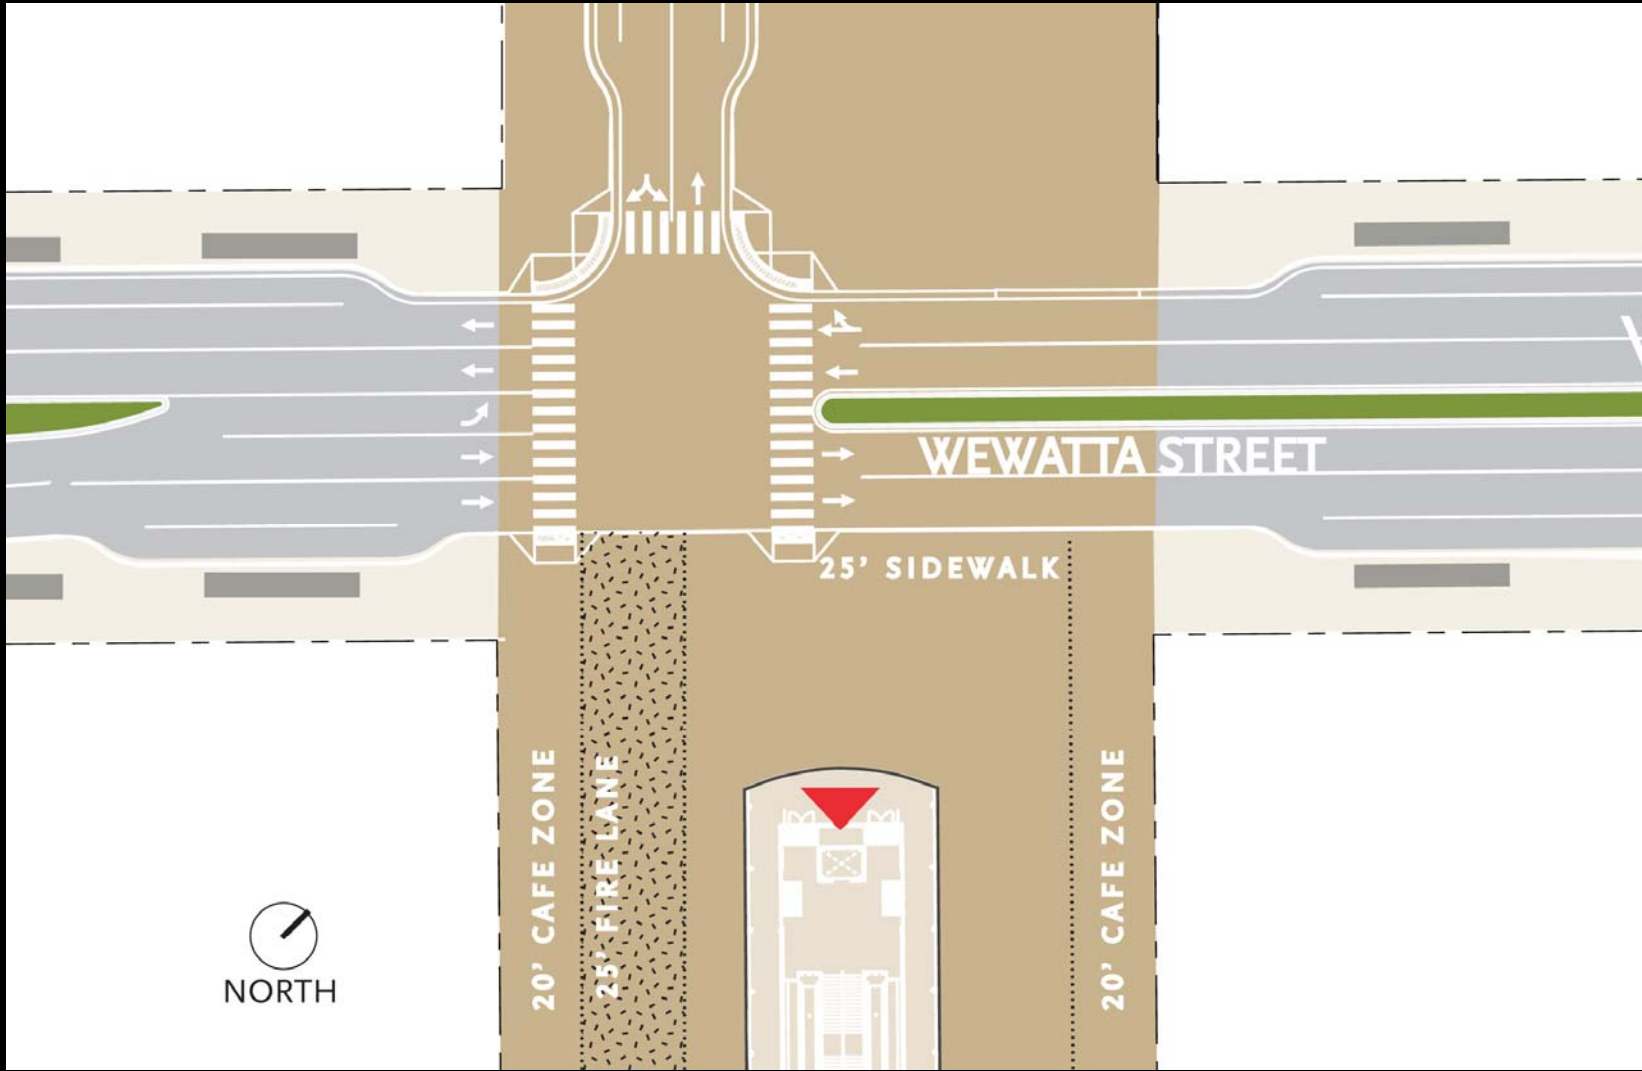 WEWATTA STREET
25' SIDEWALK
20' CAFE ZONE
25' FIRE LANE
20' CAFE ZONE
NORTH